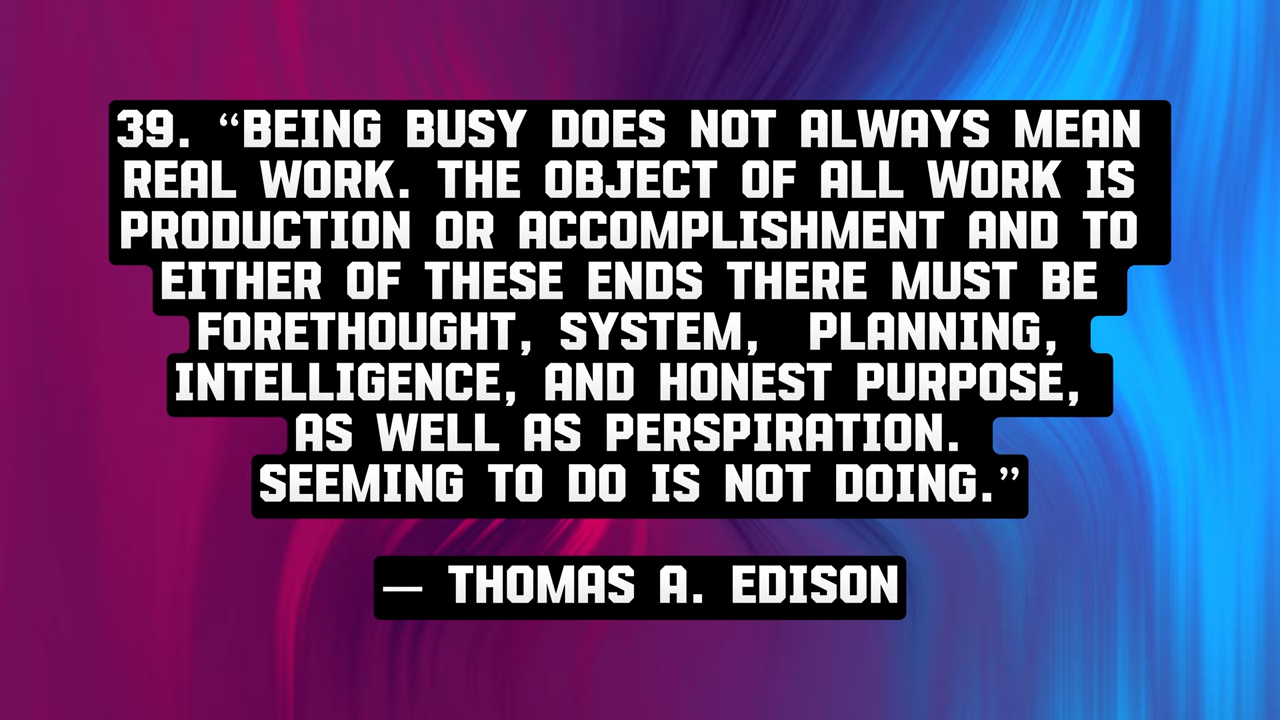 39. “BEING BUSY DOES NOT ALWAYS MEAN
REAL WORK. THE OBJECT OF ALL WORK IS
PRODUCTION OR ACCOMPLISHMENT AND TO
EITHER OF THESE ENDS THERE MUST BE
FORETHOUGHT, SYSTEM,  PLANNING,
INTELLIGENCE, AND HONEST PURPOSE,
AS WELL AS PERSPIRATION.
SEEMING TO DO IS NOT DOING.”
— THOMAS A. EDISON